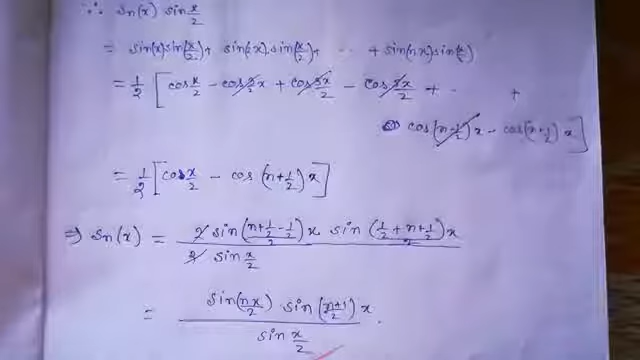 ∴ Sn(x) sin x/2
= sin(x) sin(x/2) + sin(2x) sin(x/2) + ·· + sin(nx) sin(x/2)
= 1/2 [cos x/2 - cos 3/2 x + cos 3x/2 - cos 5x/2 + · +
cos(n-1/2)x - cos(n+1/2)x]
= 1/2 [cos x/2 - cos (n+1/2)x]
⇒ Sn(x) = 2 sin(n+1/2-1/2)/2 x sin(1/2+n+1/2)/2 x / 2 sin x/2
= sin(nx/2) sin(n+1/2)x / sin x/2 .